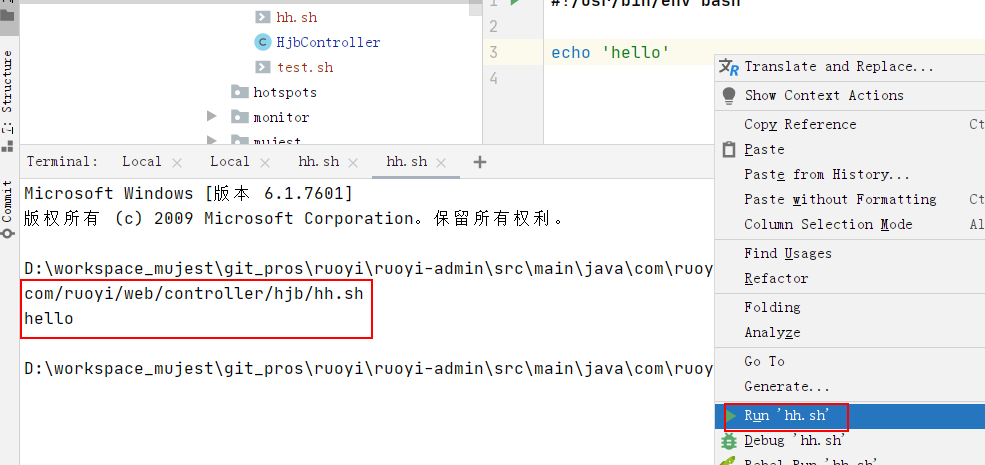 hh.sh
HjbController
test.sh
hotspots
monitor
mujest
1
#!/usr/bin/env bash
2
3
echo 'hello'
4
Z: Structure
Commit
Terminal:
Local
Local
hh.sh
hh.sh
Microsoft Windows [版本 6.1.7601]
版权所有 (c) 2009 Microsoft Corporation。保留所有权利。
D:\workspace_mujest\git_pros\ruoyi\ruoyi-admin\src\main\java\com\ruoy
com/ruoyi/web/controller/hjb/hh.sh
hello
D:\workspace_mujest\git_pros\ruoyi\ruoyi-admin\src\main\java\com\ruoy
Translate and Replace...
Show Context Actions
Copy Reference Ct
Paste
Paste from History...
Paste without Formatting Ct
Column Selection Mode Al
Find Usages
Refactor
Folding
Analyze
Go To
Generate...
Run 'hh.sh'
Debug 'hh.sh'
Rebel Run 'hh.sh'